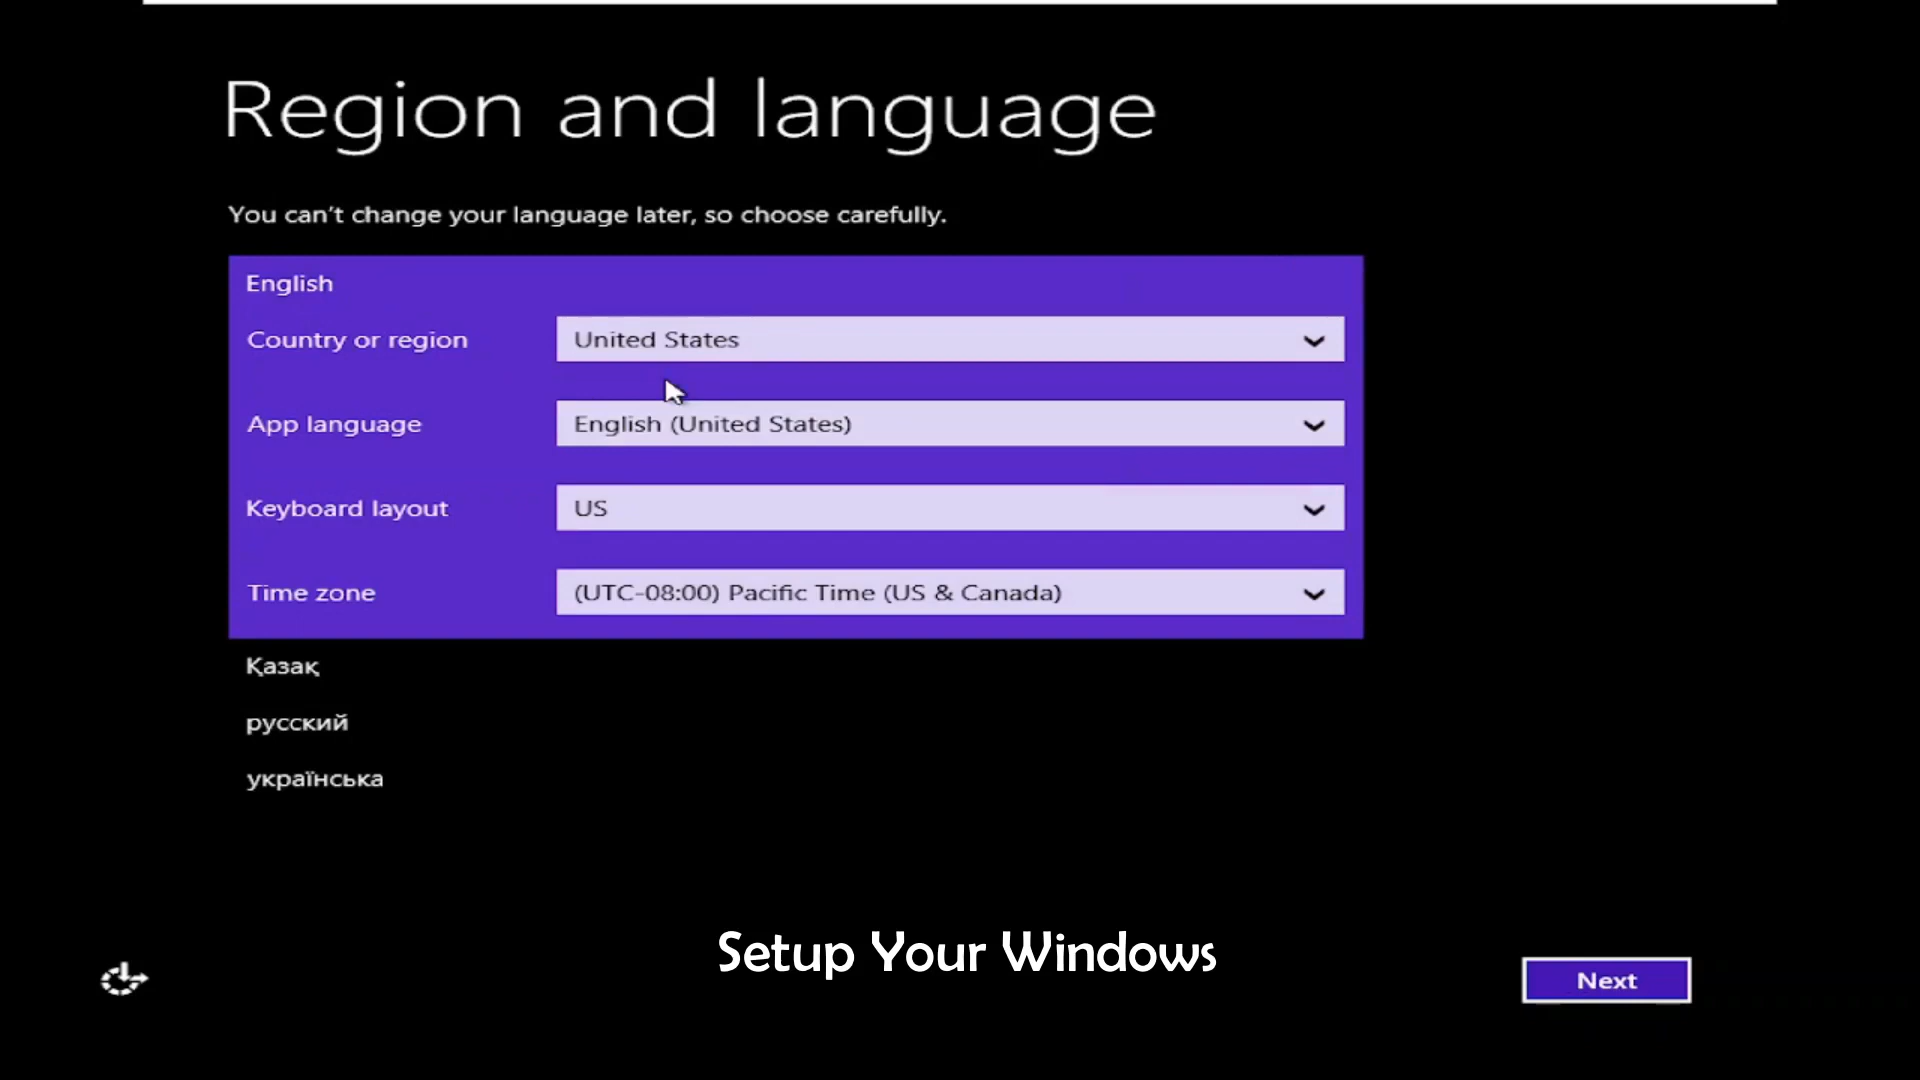 Region and language
You can't change your language later, so choose carefully.
English
Country or region United States
App language English (United States)
Keyboard layout US
Time zone (UTC-08:00) Pacific Time (US & Canada)
Қазақ
русский
українська
Setup Your Windows
Next